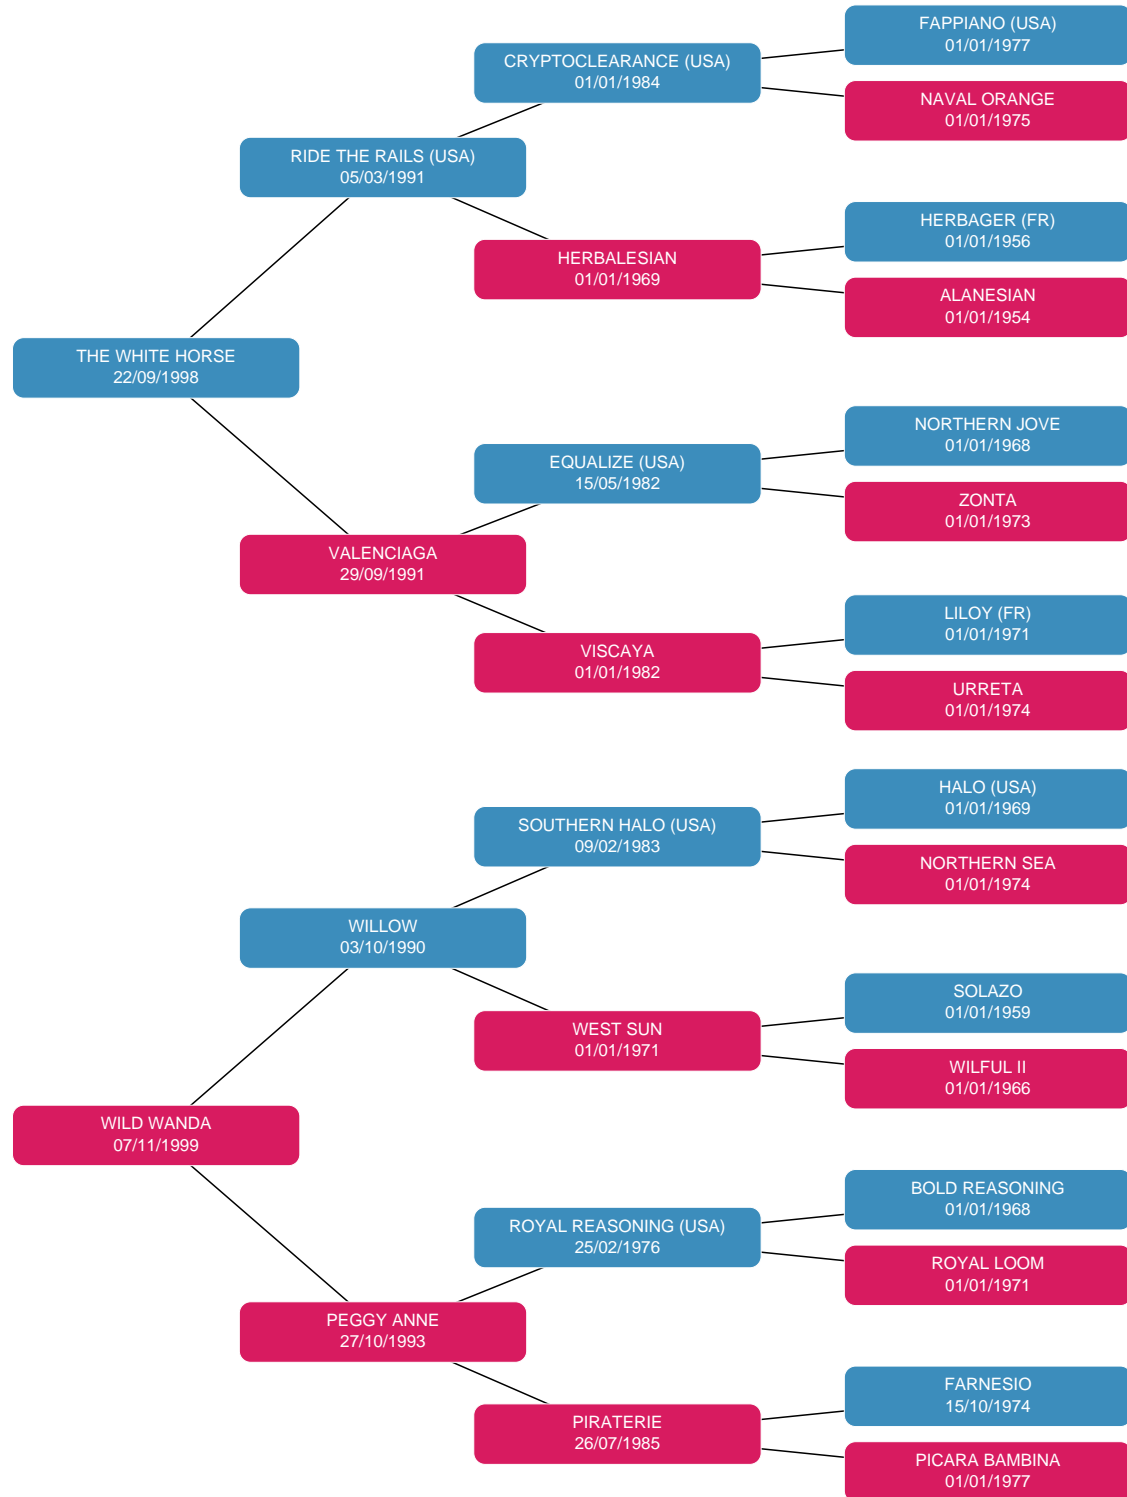 FAPPIANO (USA)
01/01/1977
CRYPTOCLEARANCE (USA)
01/01/1984
NAVAL ORANGE
01/01/1975
RIDE THE RAILS (USA)
05/03/1991
HERBAGER (FR)
01/01/1956
HERBALESIAN
01/01/1969
ALANESIAN
01/01/1954
THE WHITE HORSE
22/09/1998
NORTHERN JOVE
01/01/1968
EQUALIZE (USA)
15/05/1982
ZONTA
01/01/1973
VALENCIAGA
29/09/1991
LILOY (FR)
01/01/1971
VISCAYA
01/01/1982
URRETA
01/01/1974
HALO (USA)
01/01/1969
SOUTHERN HALO (USA)
09/02/1983
NORTHERN SEA
01/01/1974
WILLOW
03/10/1990
SOLAZO
01/01/1959
WEST SUN
01/01/1971
WILFUL II
01/01/1966
WILD WANDA
07/11/1999
BOLD REASONING
01/01/1968
ROYAL REASONING (USA)
25/02/1976
ROYAL LOOM
01/01/1971
PEGGY ANNE
27/10/1993
FARNESIO
15/10/1974
PIRATERIE
26/07/1985
PICARA BAMBINA
01/01/1977